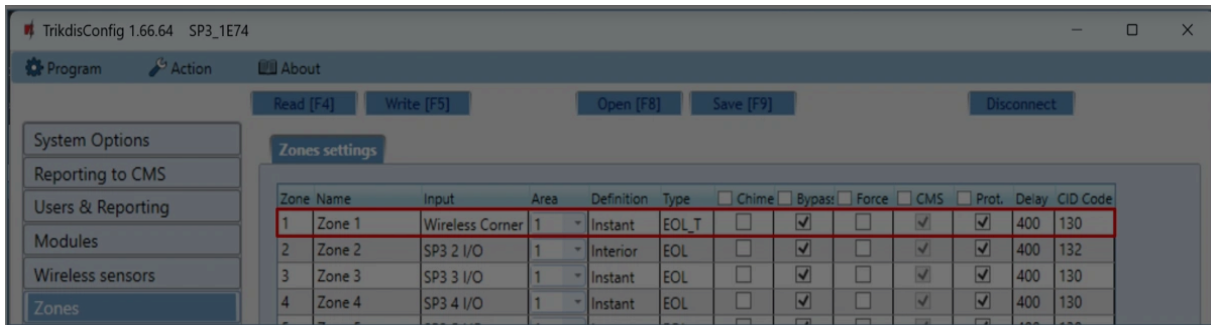 TrikdisConfig 1.66.64 SP3_1E74
Program Action About
Read [F4] Write [F5] Open [F8] Save [F9] Disconnect
System Options
Zones settings
Reporting to CMS
Users & Reporting
Modules
Wireless sensors
Zones
Zone Name Input Area Definition Type Chime Bypas: Force CMS Prot. Delay CID Code
1 Zone 1 Wireless Corner 1 Instant EOL_T 400 130
2 Zone 2 SP3 2 I/O 1 Interior EOL 400 132
3 Zone 3 SP3 3 I/O 1 Instant EOL 400 130
4 Zone 4 SP3 4 I/O 1 Instant EOL 400 130